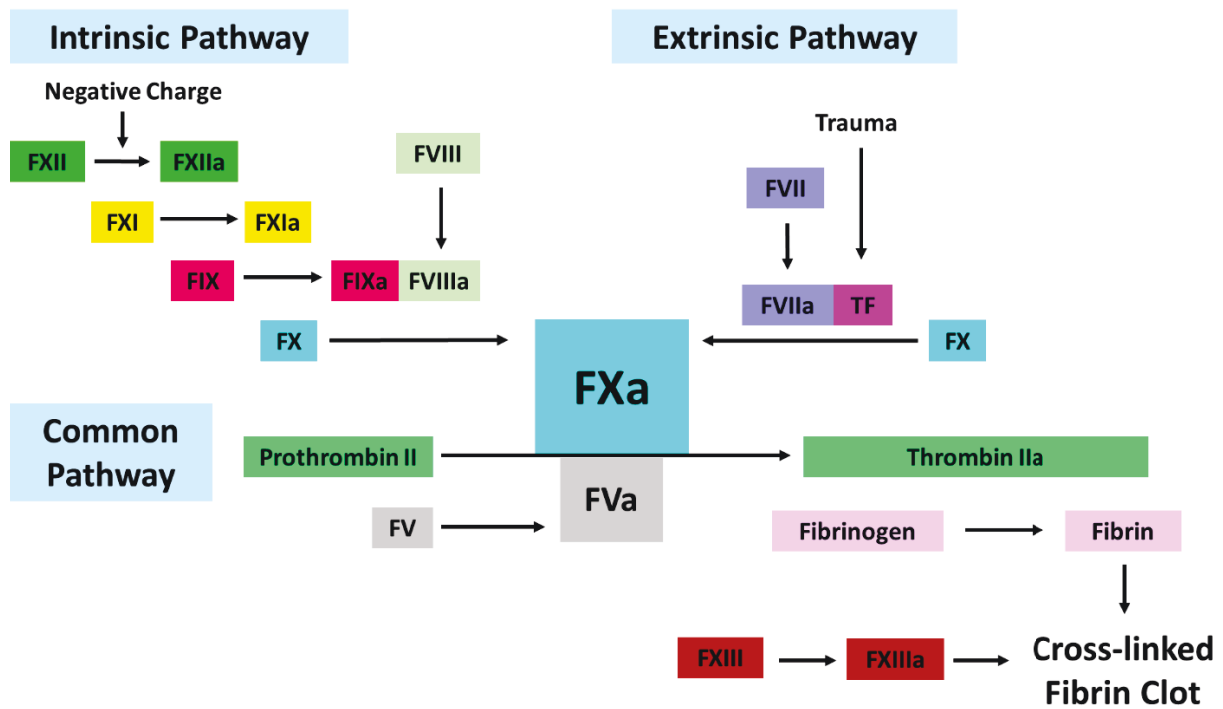 Intrinsic Pathway
Extrinsic Pathway
Negative Charge
Trauma
FXII
FXIIa
FVIII
FVII
FXI
FXIa
FIX
FIXa
FVIIIa
FVIIa
TF
FX
FXa
FX
Common
Pathway
Prothrombin II
Thrombin IIa
FVa
FV
Fibrinogen
Fibrin
FXIII
FXIIIa
Cross-linked
Fibrin Clot